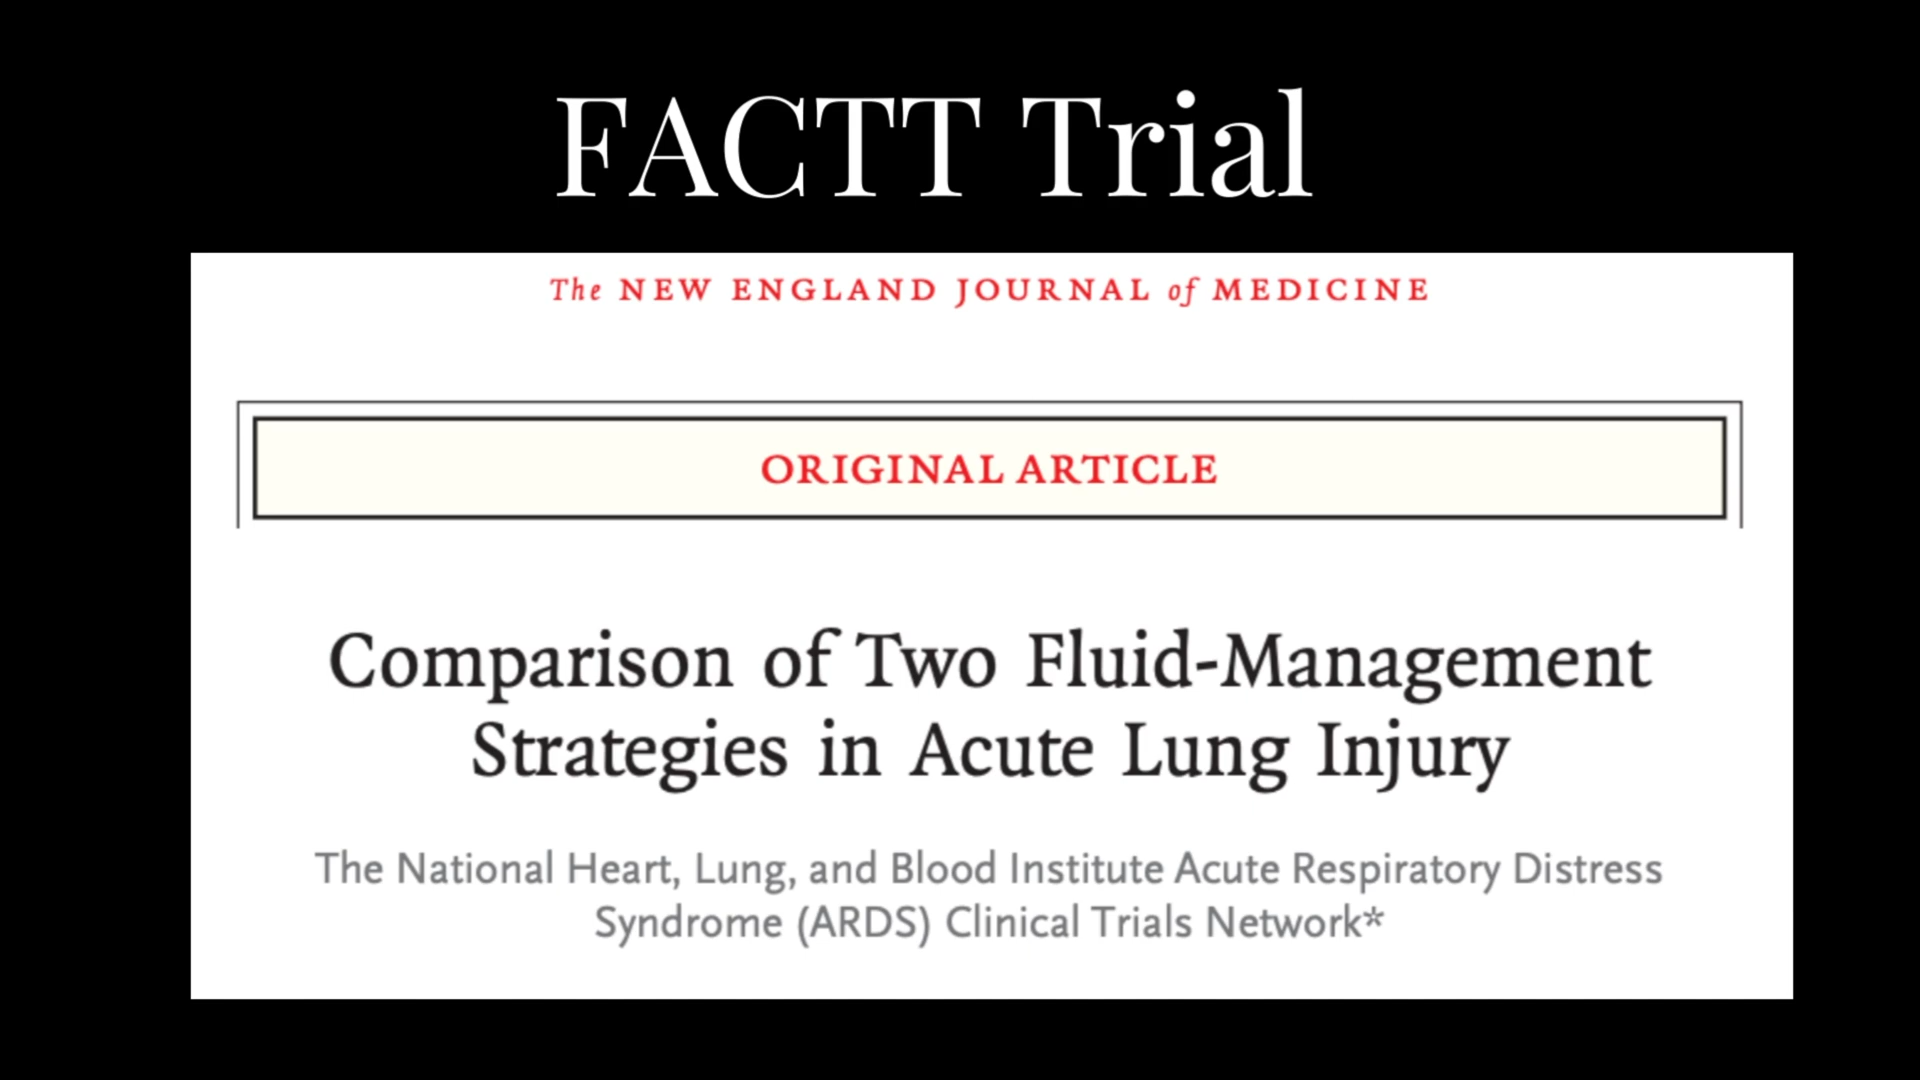 FACTT Trial
The NEW ENGLAND JOURNAL of MEDICINE
ORIGINAL ARTICLE
Comparison of Two Fluid-Management
Strategies in Acute Lung Injury
The National Heart, Lung, and Blood Institute Acute Respiratory Distress
Syndrome (ARDS) Clinical Trials Network*